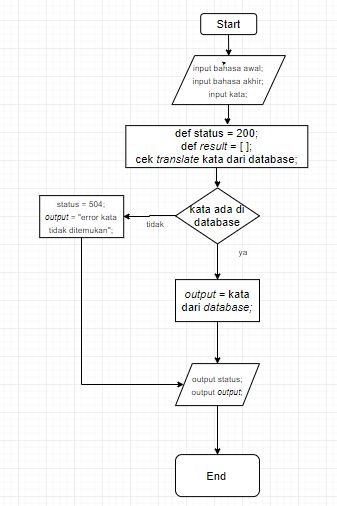 Start
input bahasa awal;
input bahasa akhir;
input kata;
def status = 200;
def result = [ ];
cek translate kata dari database;
kata ada di
database
tidak
status = 504;
output = "error kata
tidak ditemukan";
ya
output = kata
dari database;
output status;
output output;
End